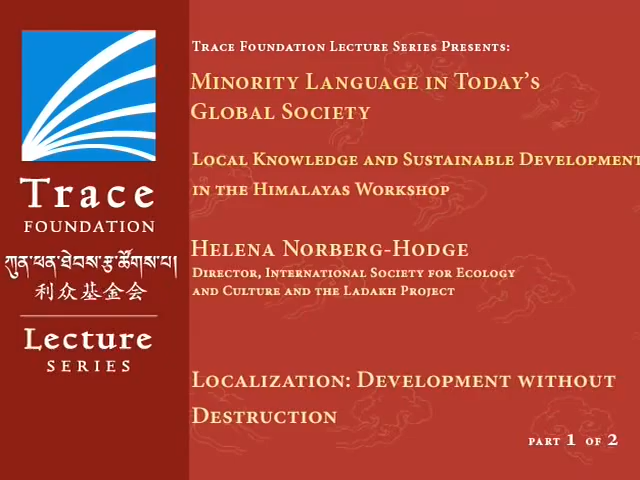 Trace
FOUNDATION
ཀུན་ཕན་ཐེབས་རྩ་ཚོགས་པ།
利众基金会
Lecture
SERIES
Trace Foundation Lecture Series Presents:
Minority Language in Today's
Global Society
Local Knowledge and Sustainable Development
in the Himalayas Workshop
Helena Norberg-Hodge
Director, International Society for Ecology
and Culture and the Ladakh Project
Localization: Development without
Destruction
part 1 of 2